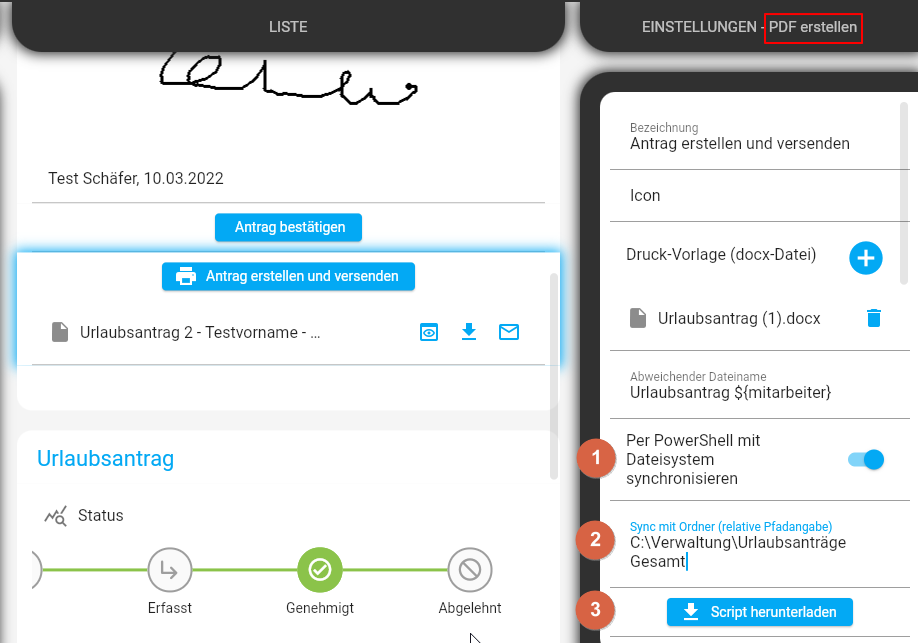 LISTE
Test Schäfer, 10.03.2022
Antrag bestätigen
Antrag erstellen und versenden
Urlaubsantrag 2 - Testvorname - ...
Urlaubsantrag
Status
Erfasst
Genehmigt
Abgelehnt
EINSTELLUNGEN - PDF erstellen
Bezeichnung
Antrag erstellen und versenden
Icon
Druck-Vorlage (docx-Datei)
Urlaubsantrag (1).docx
Abweichender Dateiname
Urlaubsantrag ${mitarbeiter}
1
Per PowerShell mit
Dateisystem
synchronisieren
2
Sync mit Ordner (relative Pfadangabe)
C:\Verwaltung\Urlaubsanträge
Gesamt
3
Script herunterladen